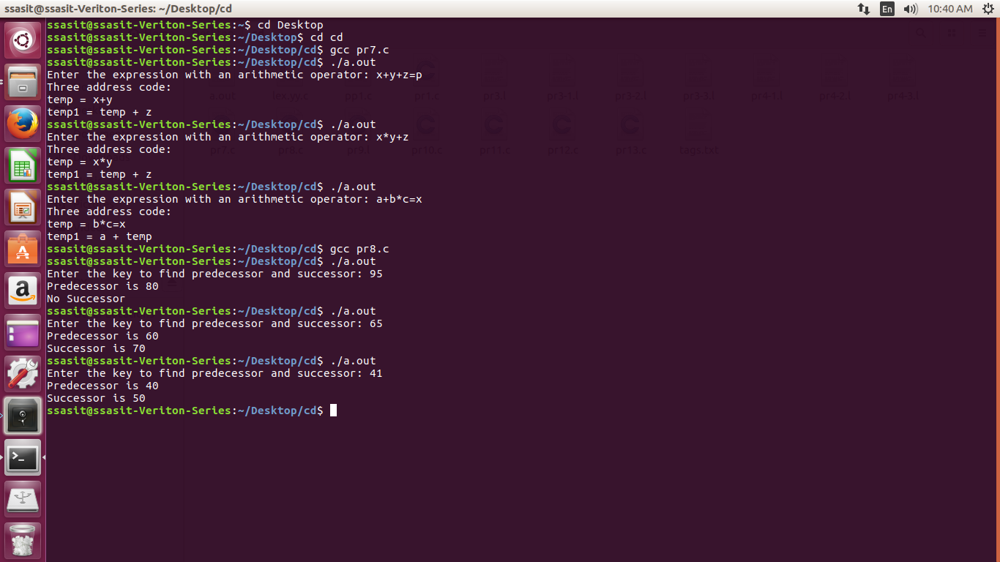 ssasit@ssasit-Veriton-Series: ~/Desktop/cd
En
10:40 AM
ssasit@ssasit-Veriton-Series:~$ cd Desktop
ssasit@ssasit-Veriton-Series:~/Desktop$ cd cd
ssasit@ssasit-Veriton-Series:~/Desktop/cd$ gcc pr7.c
ssasit@ssasit-Veriton-Series:~/Desktop/cd$ ./a.out
Enter the expression with an arithmetic operator: x+y+z=p
Three address code:
temp = x+y
temp1 = temp + z
ssasit@ssasit-Veriton-Series:~/Desktop/cd$ ./a.out
Enter the expression with an arithmetic operator: x*y+z
Three address code:
temp = x*y
temp1 = temp + z
ssasit@ssasit-Veriton-Series:~/Desktop/cd$ ./a.out
Enter the expression with an arithmetic operator: a+b*c=x
Three address code:
temp = b*c=x
temp1 = a + temp
ssasit@ssasit-Veriton-Series:~/Desktop/cd$ gcc pr8.c
ssasit@ssasit-Veriton-Series:~/Desktop/cd$ ./a.out
Enter the key to find predecessor and successor: 95
Predecessor is 80
No Successor
ssasit@ssasit-Veriton-Series:~/Desktop/cd$ ./a.out
Enter the key to find predecessor and successor: 65
Predecessor is 60
Successor is 70
ssasit@ssasit-Veriton-Series:~/Desktop/cd$ ./a.out
Enter the key to find predecessor and successor: 41
Predecessor is 40
Successor is 50
ssasit@ssasit-Veriton-Series:~/Desktop/cd$
a.out lex.yy.c pp1.c pr1.c pr3.l pr3-1.l pr3-2.l pr3-3.l pr4-1.l pr4-2.l pr4-3.l
pr7.c pr8.c pr9.l pr10.c pr11.c pr12.c pr13.c tags.txt